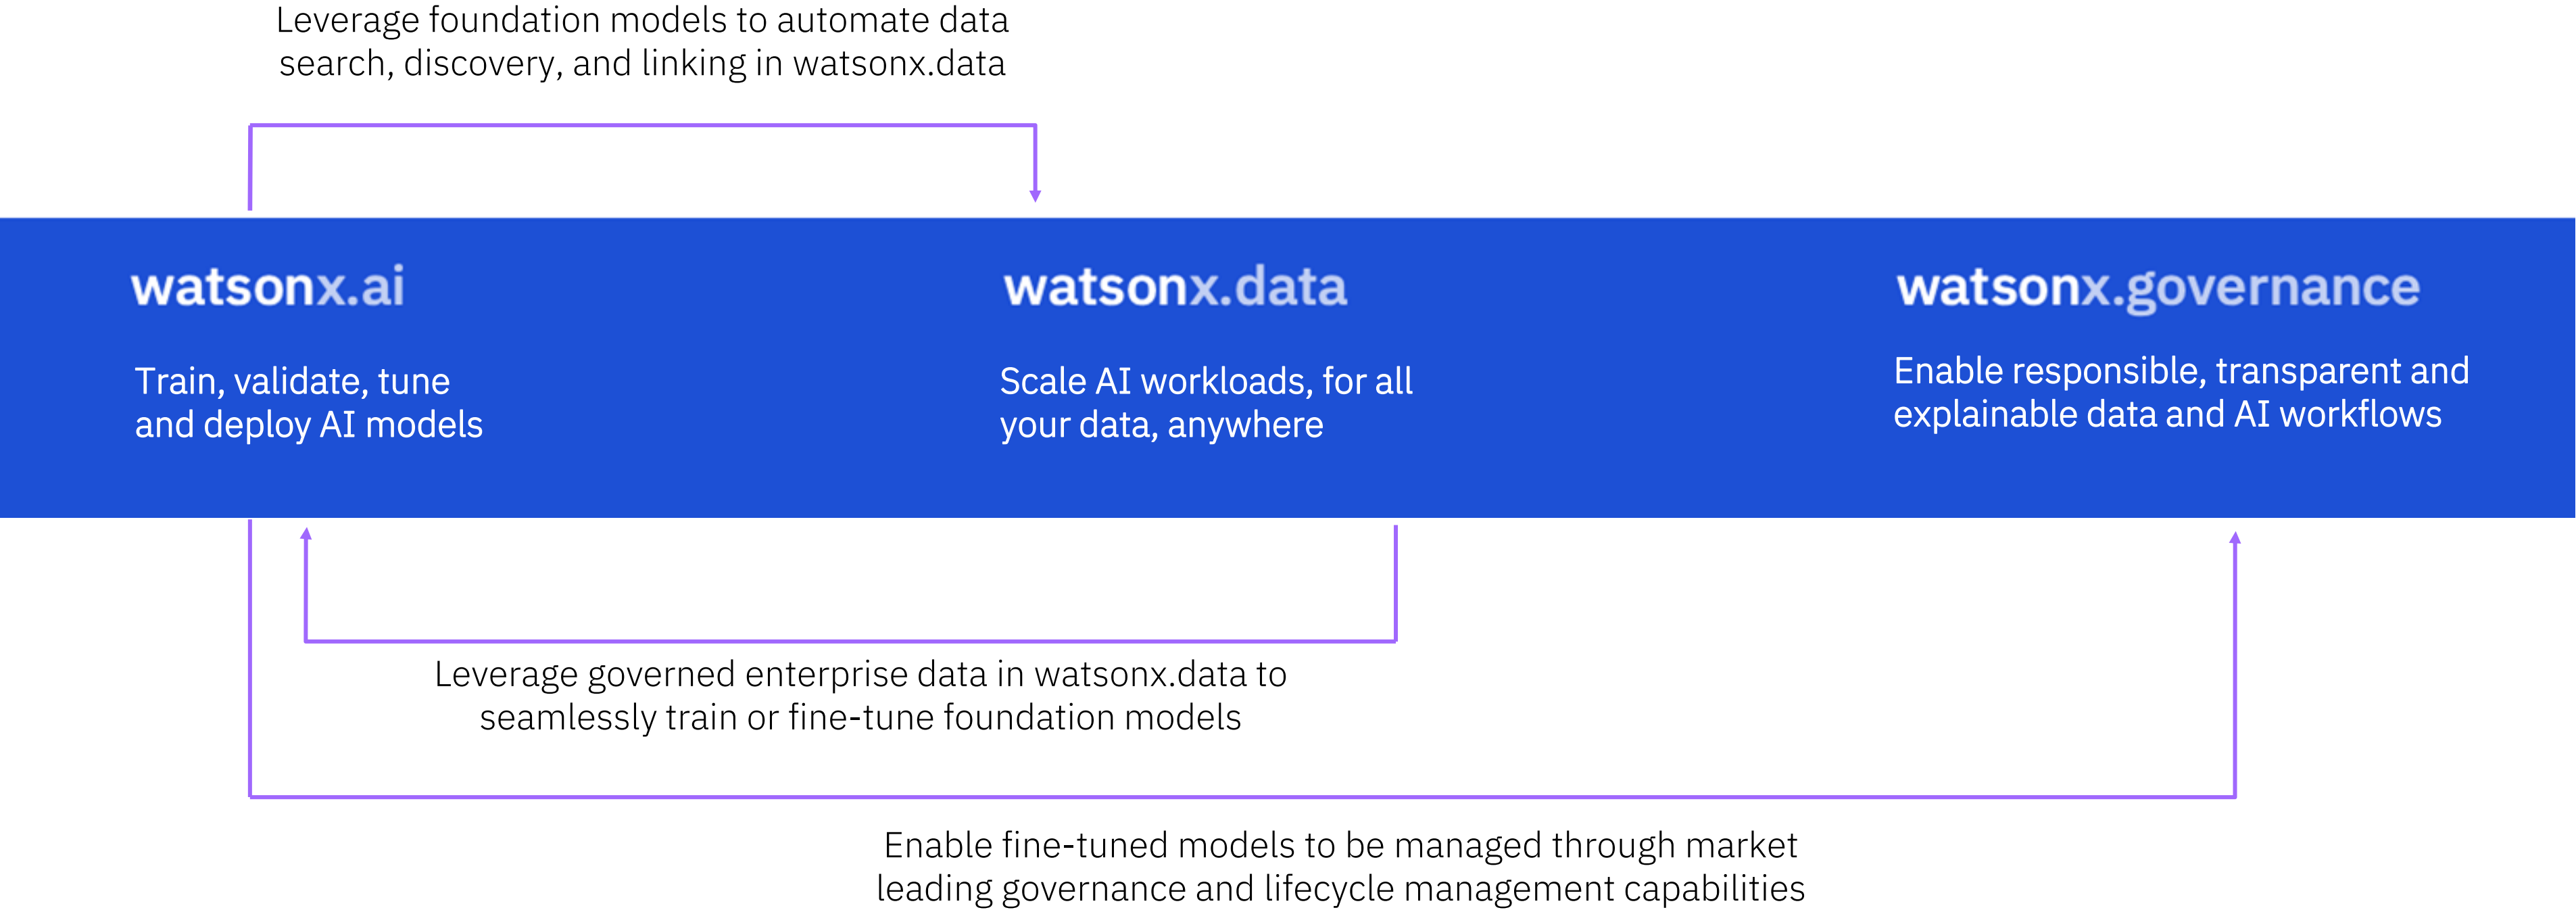 Leverage foundation models to automate data
search, discovery, and linking in watsonx.data
watsonx.ai
Train, validate, tune
and deploy AI models
watsonx.data
Scale AI workloads, for all
your data, anywhere
watsonx.governance
Enable responsible, transparent and
explainable data and AI workflows
Leverage governed enterprise data in watsonx.data to
seamlessly train or fine-tune foundation models
Enable fine-tuned models to be managed through market
leading governance and lifecycle management capabilities